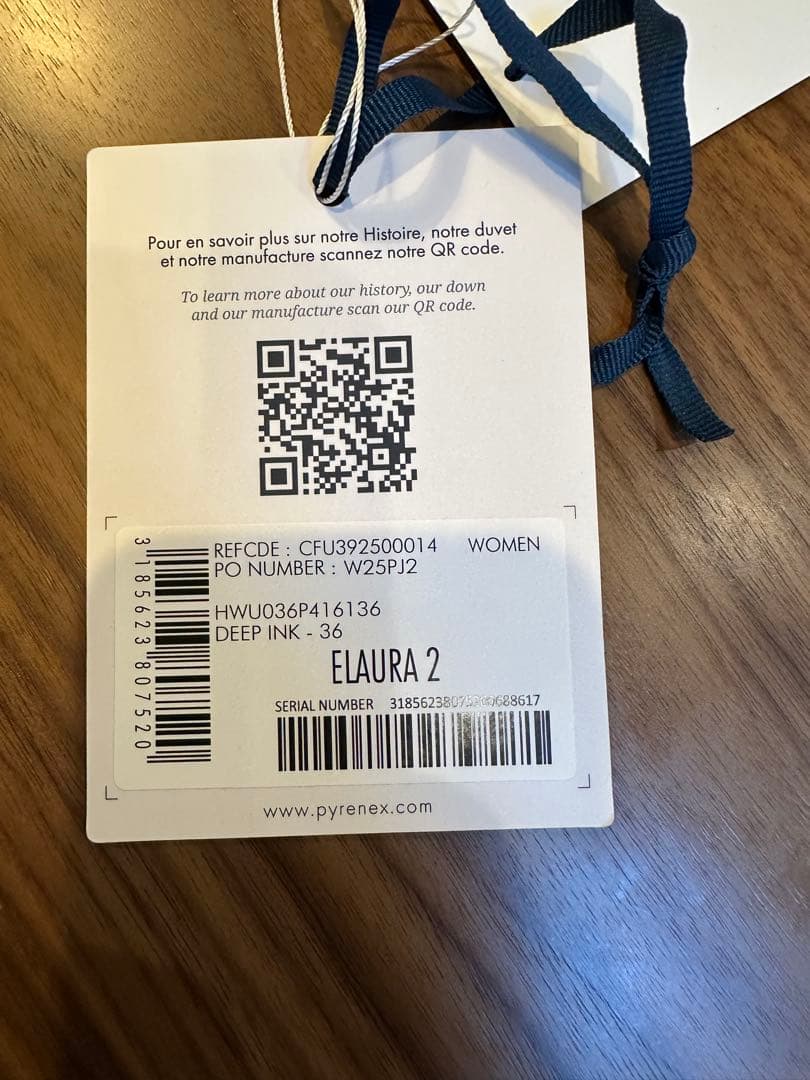 Pour en savoir plus sur notre Histoire, notre duvet
et notre manufacture scannez notre QR code.
To learn more about our history, our down
and our manufacture scan our QR code.
3185623807520
REFCDE : CFU392500014 WOMEN
PO NUMBER : W25PJ2
HWU036P416136
DEEP INK - 36
ELAURA 2
SERIAL NUMBER
www.pyrenex.com